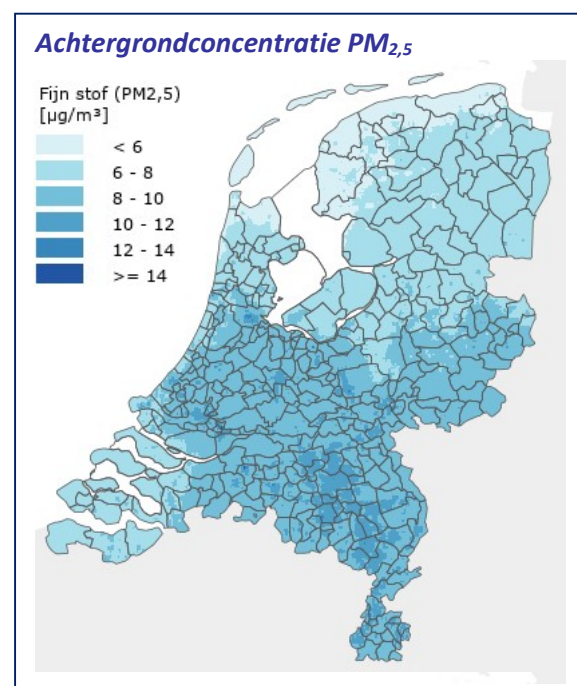 Achtergrondconcentratie PM2,5
Fijn stof (PM2,5)
[µg/m³]
< 6
6 - 8
8 - 10
10 - 12
12 - 14
>= 14